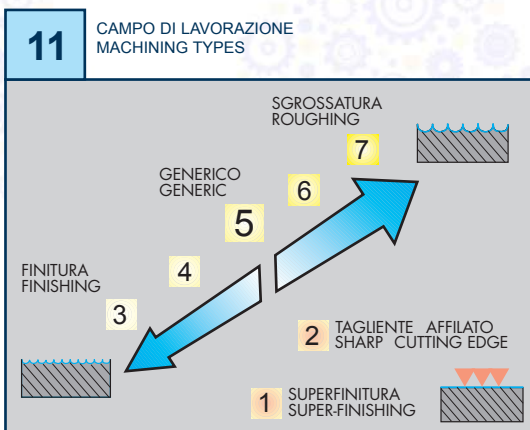 11
CAMPO DI LAVORAZIONE
MACHINING TYPES
SGROSSATURA
ROUGHING
7
GENERICO
GENERIC
6
5
4
FINITURA
FINISHING
3
2
TAGLIENTE AFFILATO
SHARP CUTTING EDGE
1
SUPERFINITURA
SUPER-FINISHING